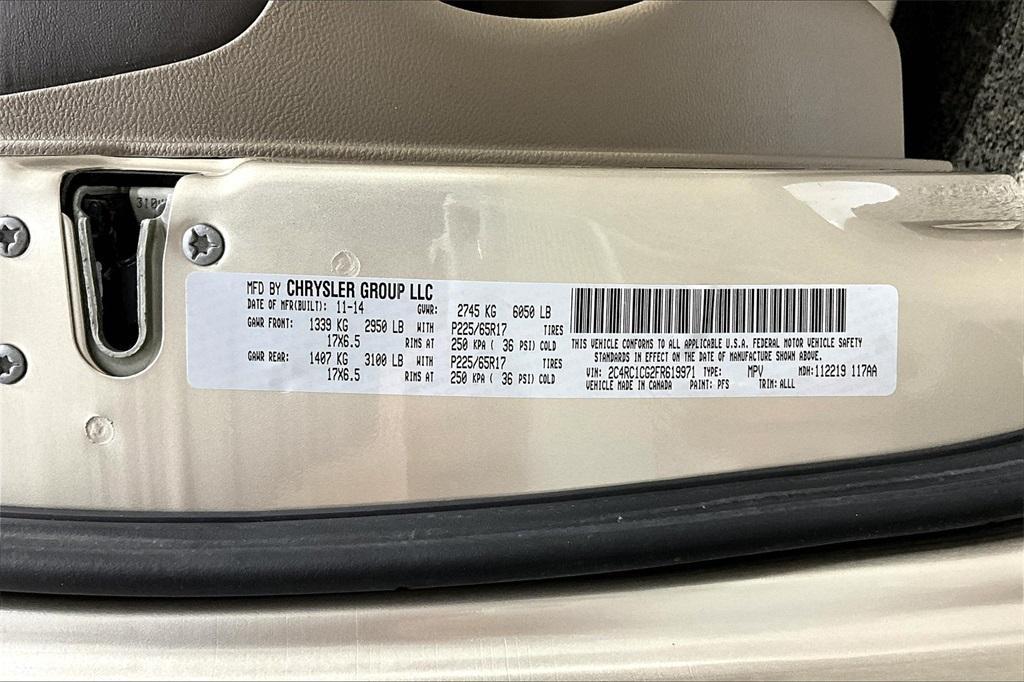 310
MFD BY CHRYSLER GROUP LLC
DATE OF MFR(BUILT): 11-14 GVWR: 2745 KG 6050 LB
GAWR FRONT: 1339 KG 2950 LB WITH P225/65R17 TIRES
17X6.5 RIMS AT 250 KPA ( 36 PSI) COLD
GAWR REAR: 1407 KG 3100 LB WITH P225/65R17 TIRES
17X6.5 RIMS AT 250 KPA ( 36 PSI) COLD
THIS VEHICLE CONFORMS TO ALL APPLICABLE U.S.A. FEDERAL MOTOR VEHICLE SAFETY
STANDARDS IN EFFECT ON THE DATE OF MANUFACTURE SHOWN ABOVE.
VIN: 2C4RC1CG2FR619971 TYPE: MPV MDH:112219 117AA
VEHICLE MADE IN CANADA PAINT: PFS TRIM: ALLL